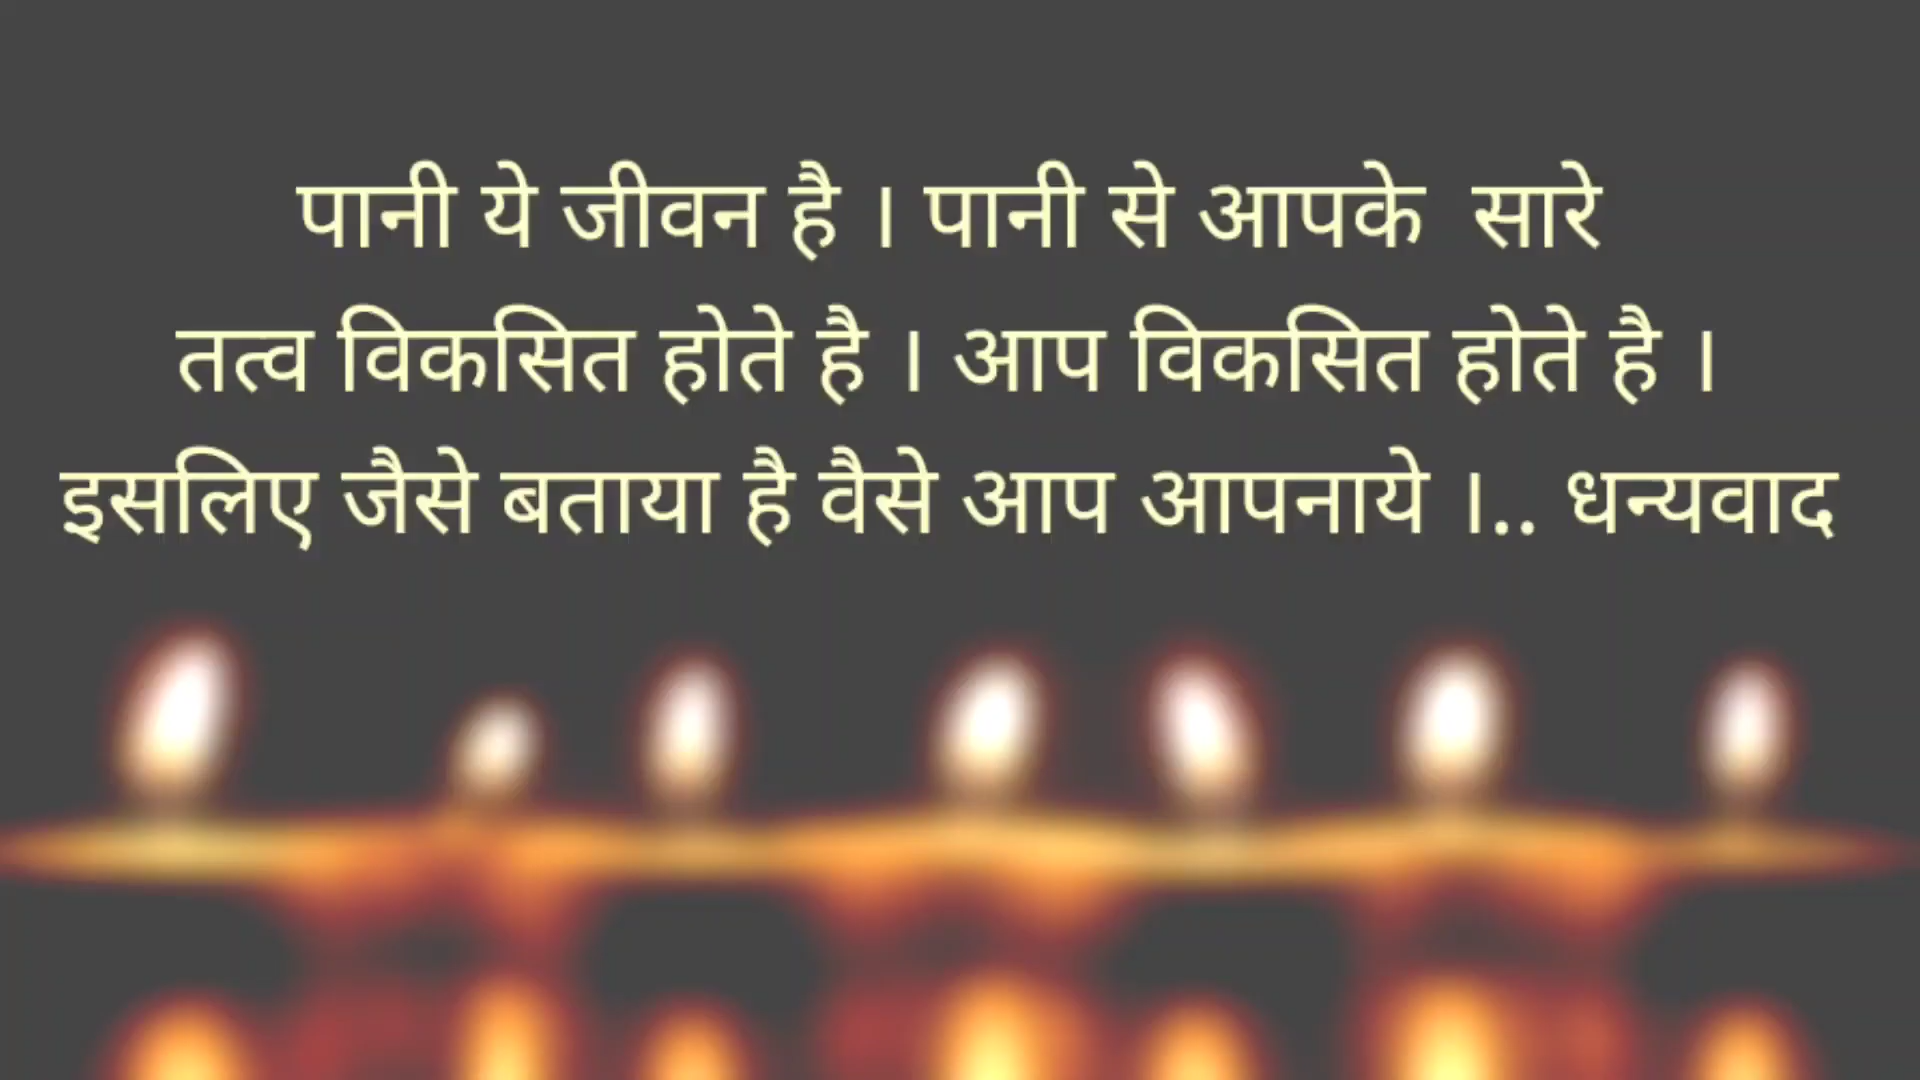 पानी ये जीवन है । पानी से आपके  सारे
तत्व विकसित होते है । आप विकसित होते है ।
इसलिए जैसे बताया है वैसे आप आपनाये ।.. धन्यवाद